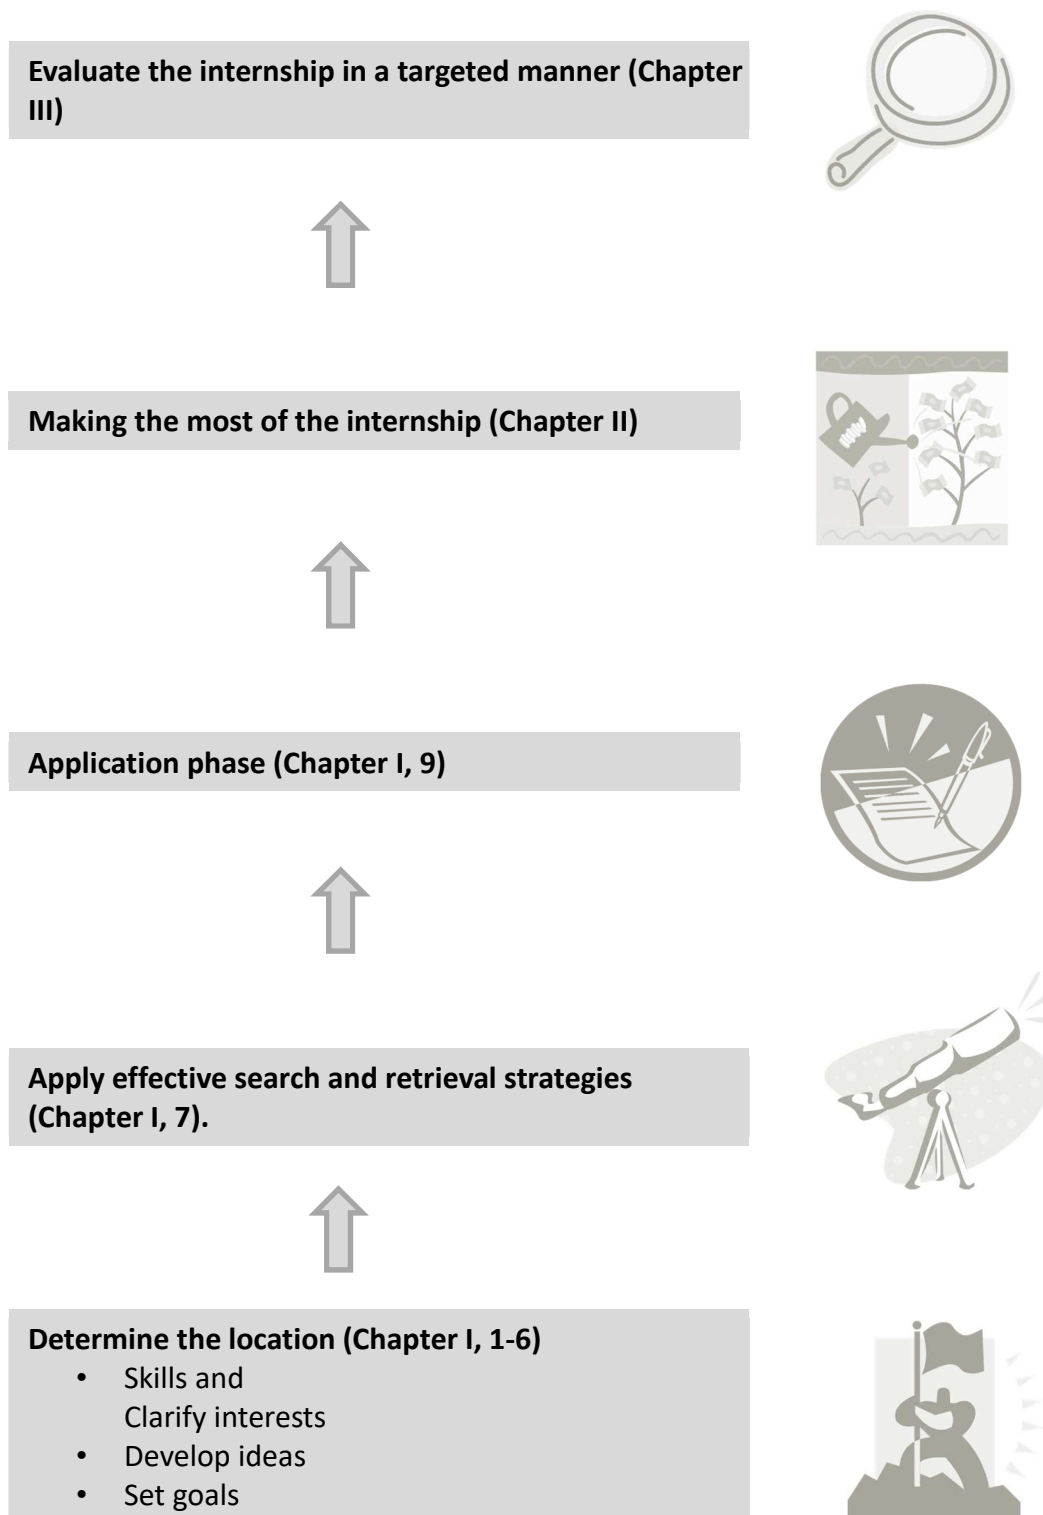 Evaluate the internship in a targeted manner (Chapter
III)
Making the most of the internship (Chapter II)
Application phase (Chapter I, 9)
Apply effective search and retrieval strategies
(Chapter I, 7).
Determine the location (Chapter I, 1-6)
• Skills and
Clarify interests
• Develop ideas
• Set goals